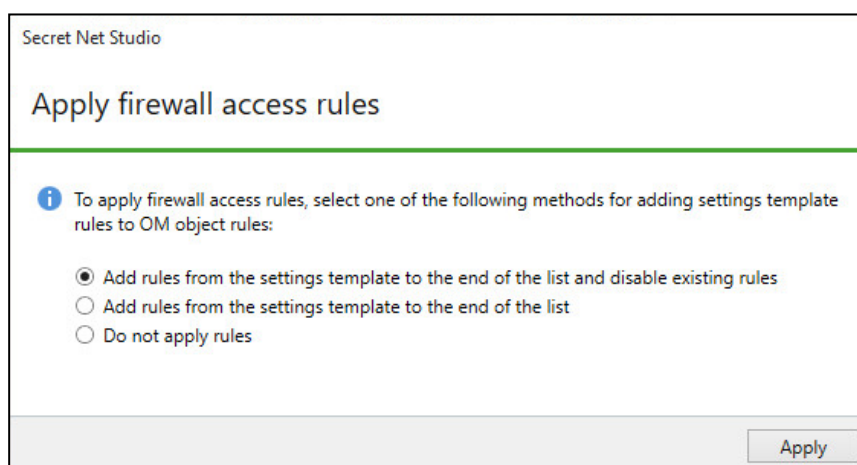 Secret Net Studio
Apply firewall access rules
To apply firewall access rules, select one of the following methods for adding settings template
rules to OM object rules:
Add rules from the settings template to the end of the list and disable existing rules
Add rules from the settings template to the end of the list
Do not apply rules
Apply